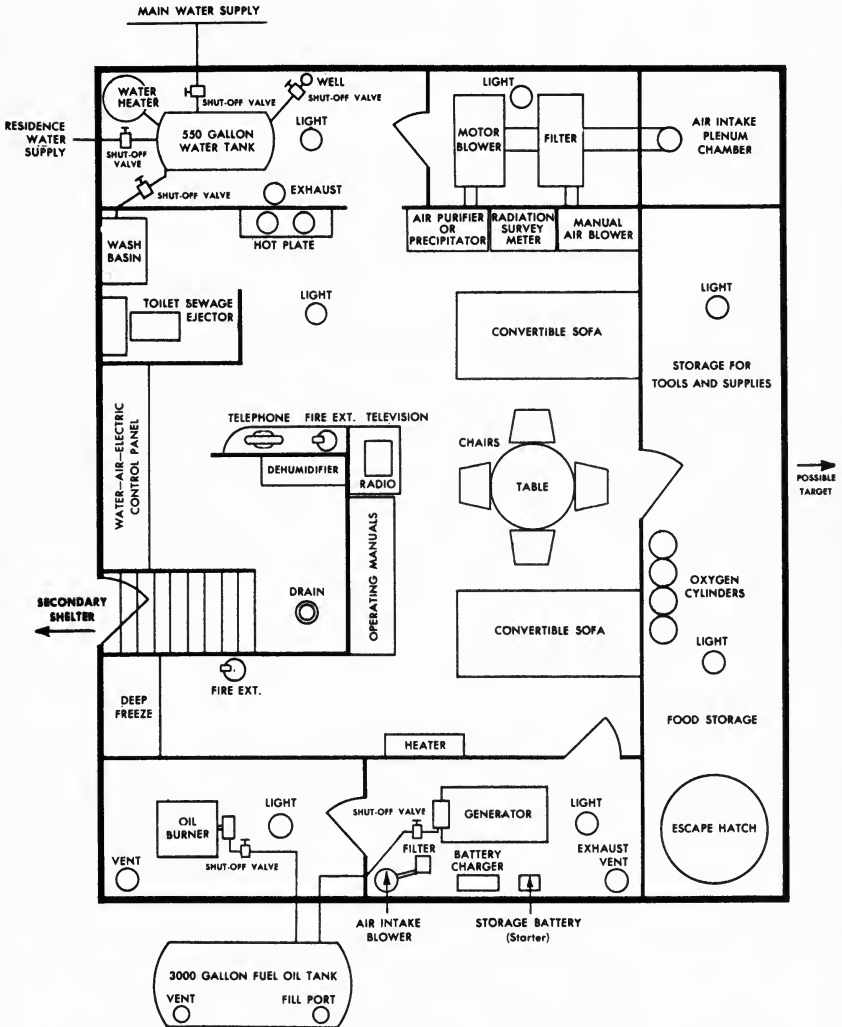 MAIN WATER SUPPLY
WATER
HEATER
SHUT-OFF VALVE
WELL
SHUT-OFF VALVE
RESIDENCE
WATER
SUPPLY
SHUT-OFF
VALVE
550 GALLON
WATER TANK
LIGHT
SHUT-OFF VALVE
EXHAUST
LIGHT
MOTOR
BLOWER
FILTER
AIR INTAKE
PLENUM
CHAMBER
WASH
BASIN
HOT PLATE
AIR PURIFIER
OR
PRECIPITATOR
RADIATION
SURVEY
METER
MANUAL
AIR BLOWER
TOILET SEWAGE
EJECTOR
LIGHT
CONVERTIBLE SOFA
LIGHT
STORAGE FOR
TOOLS AND SUPPLIES
WATER—AIR—ELECTRIC
CONTROL PANEL
TELEPHONE
FIRE EXT.
TELEVISION
DEHUMIDIFIER
RADIO
CHAIRS
TABLE
POSSIBLE
TARGET
OPERATING MANUALS
OXYGEN
CYLINDERS
SECONDARY
SHELTER
DRAIN
CONVERTIBLE SOFA
LIGHT
FIRE EXT.
DEEP
FREEZE
FOOD STORAGE
HEATER
OIL
BURNER
SHUT-OFF VALVE
LIGHT
VENT
SHUT-OFF
VALVE
GENERATOR
LIGHT
FILTER
BATTERY
CHARGER
EXHAUST
VENT
ESCAPE HATCH
AIR INTAKE
BLOWER
STORAGE BATTERY
(Starter)
3000 GALLON FUEL OIL TANK
VENT
FILL PORT